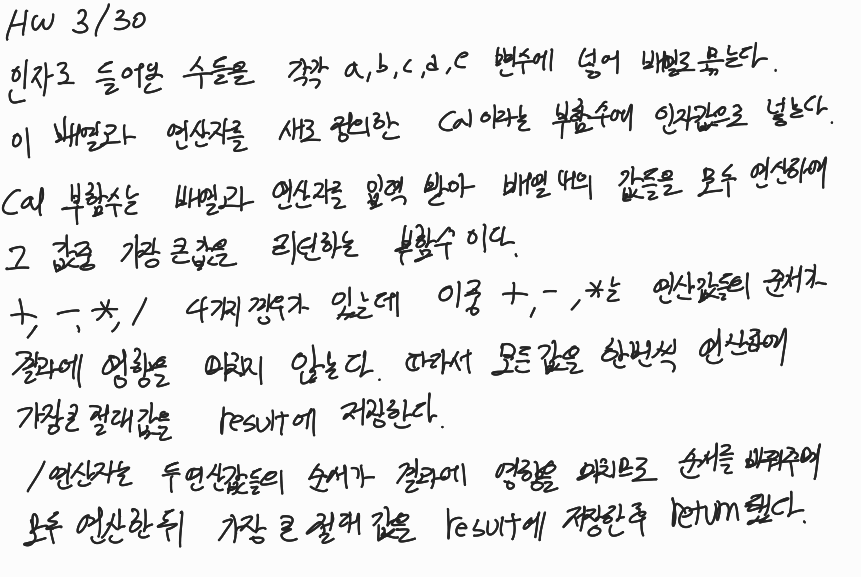 HW 3/30
인자로 들어온 수들을 각각 a,b,c,d,e 변수에 넣어 배열로 묶는다.
이 배열과 연산자를 새로 정의한 Cal 이라는 부함수에 인자값으로 넣는다.
Cal 부함수는 배열과 연산자를 입력 받아 배열 내의 값들을 모두 연산하여
그 값중 가장 큰값을 리턴하는 부함수 이다.
+, -, *, / 4가지 경우가 있는데 이중 +, -, *는 연산값들의 순서가
결과에 영향을 미치지 않는다. 따라서 모든 값을 한번씩 연산하여
가장 큰 절대값을 result에 저장한다.
/연산자는 두연산값들의 순서가 결과에 영향을 미치므로 순서를 바꿔주며
모두 연산한 뒤 가장 큰 절대 값을 result에 저장한 후 return 했다.